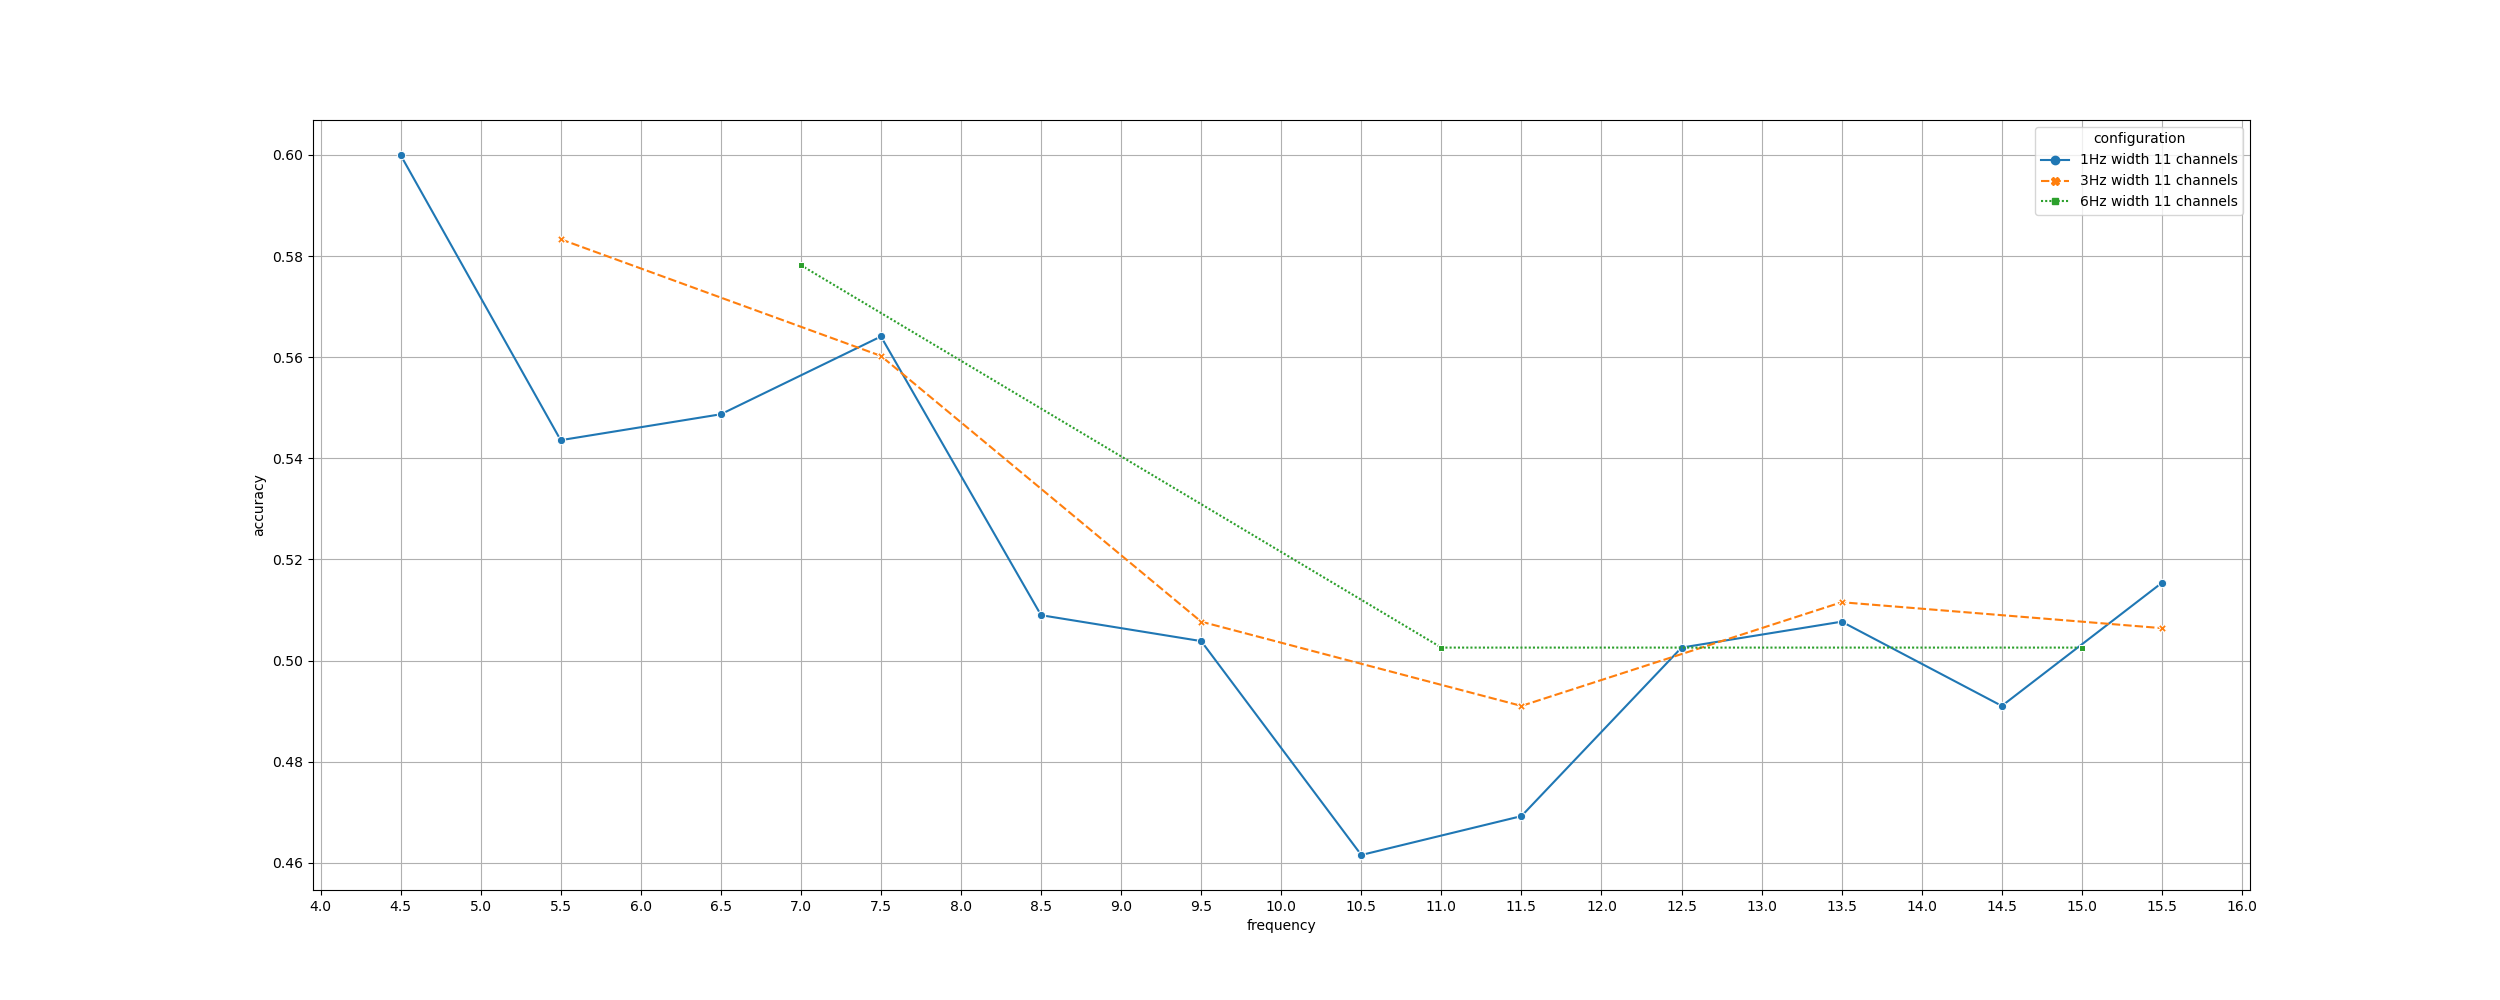 configuration
1Hz width 11 channels
3Hz width 11 channels
6Hz width 11 channels
0.60
0.58
0.56
0.54
0.52
0.50
0.48
0.46
accuracy
4.0 4.5 5.0 5.5 6.0 6.5 7.0 7.5 8.0 8.5 9.0 9.5 10.0 10.5 11.0 11.5 12.0 12.5 13.0 13.5 14.0 14.5 15.0 15.5 16.0
frequency